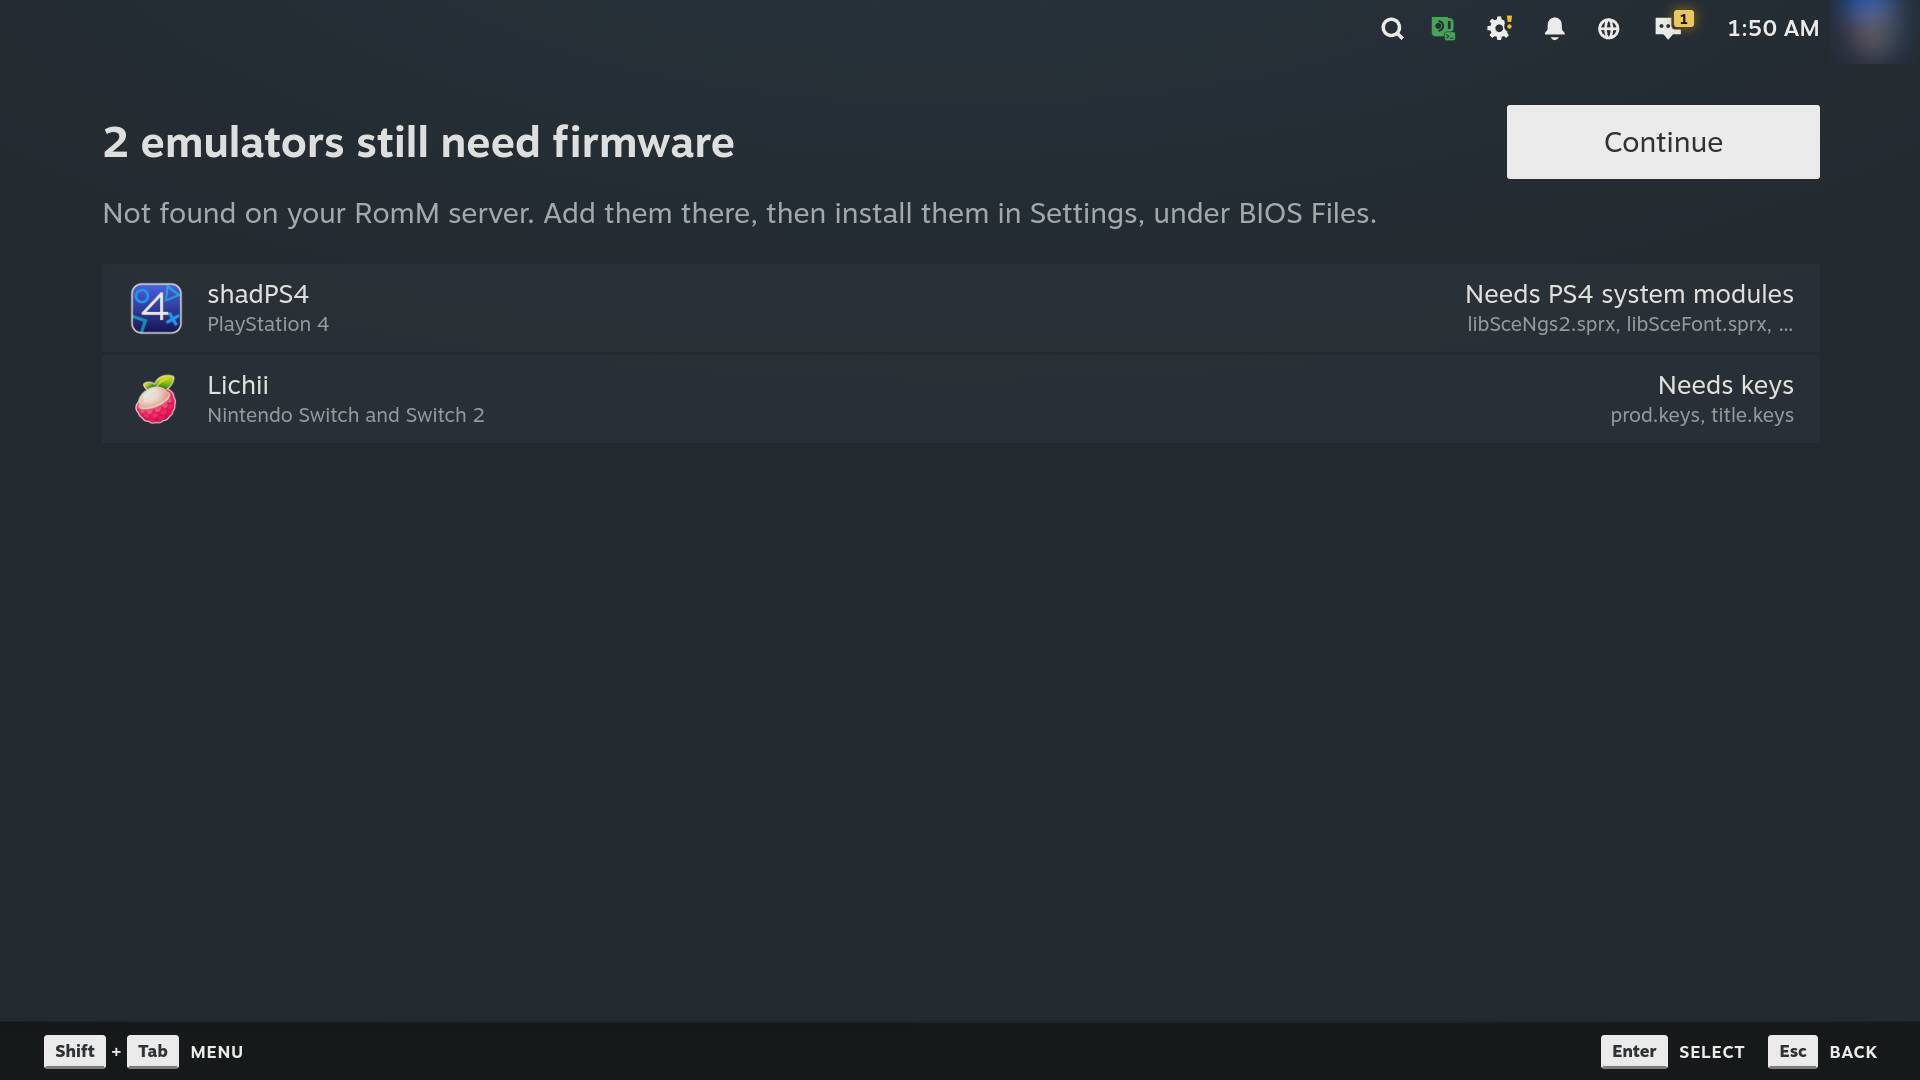 1
1:50 AM
2 emulators still need firmware
Continue
Not found on your RomM server. Add them there, then install them in Settings, under BIOS Files.
4
shadPS4
Needs PS4 system modules
PlayStation 4
libSceNgs2.sprx, libSceFont.sprx, ...
Lichii
Needs keys
Nintendo Switch and Switch 2
prod.keys, title.keys
Shift + Tab MENU
Enter SELECT Esc BACK